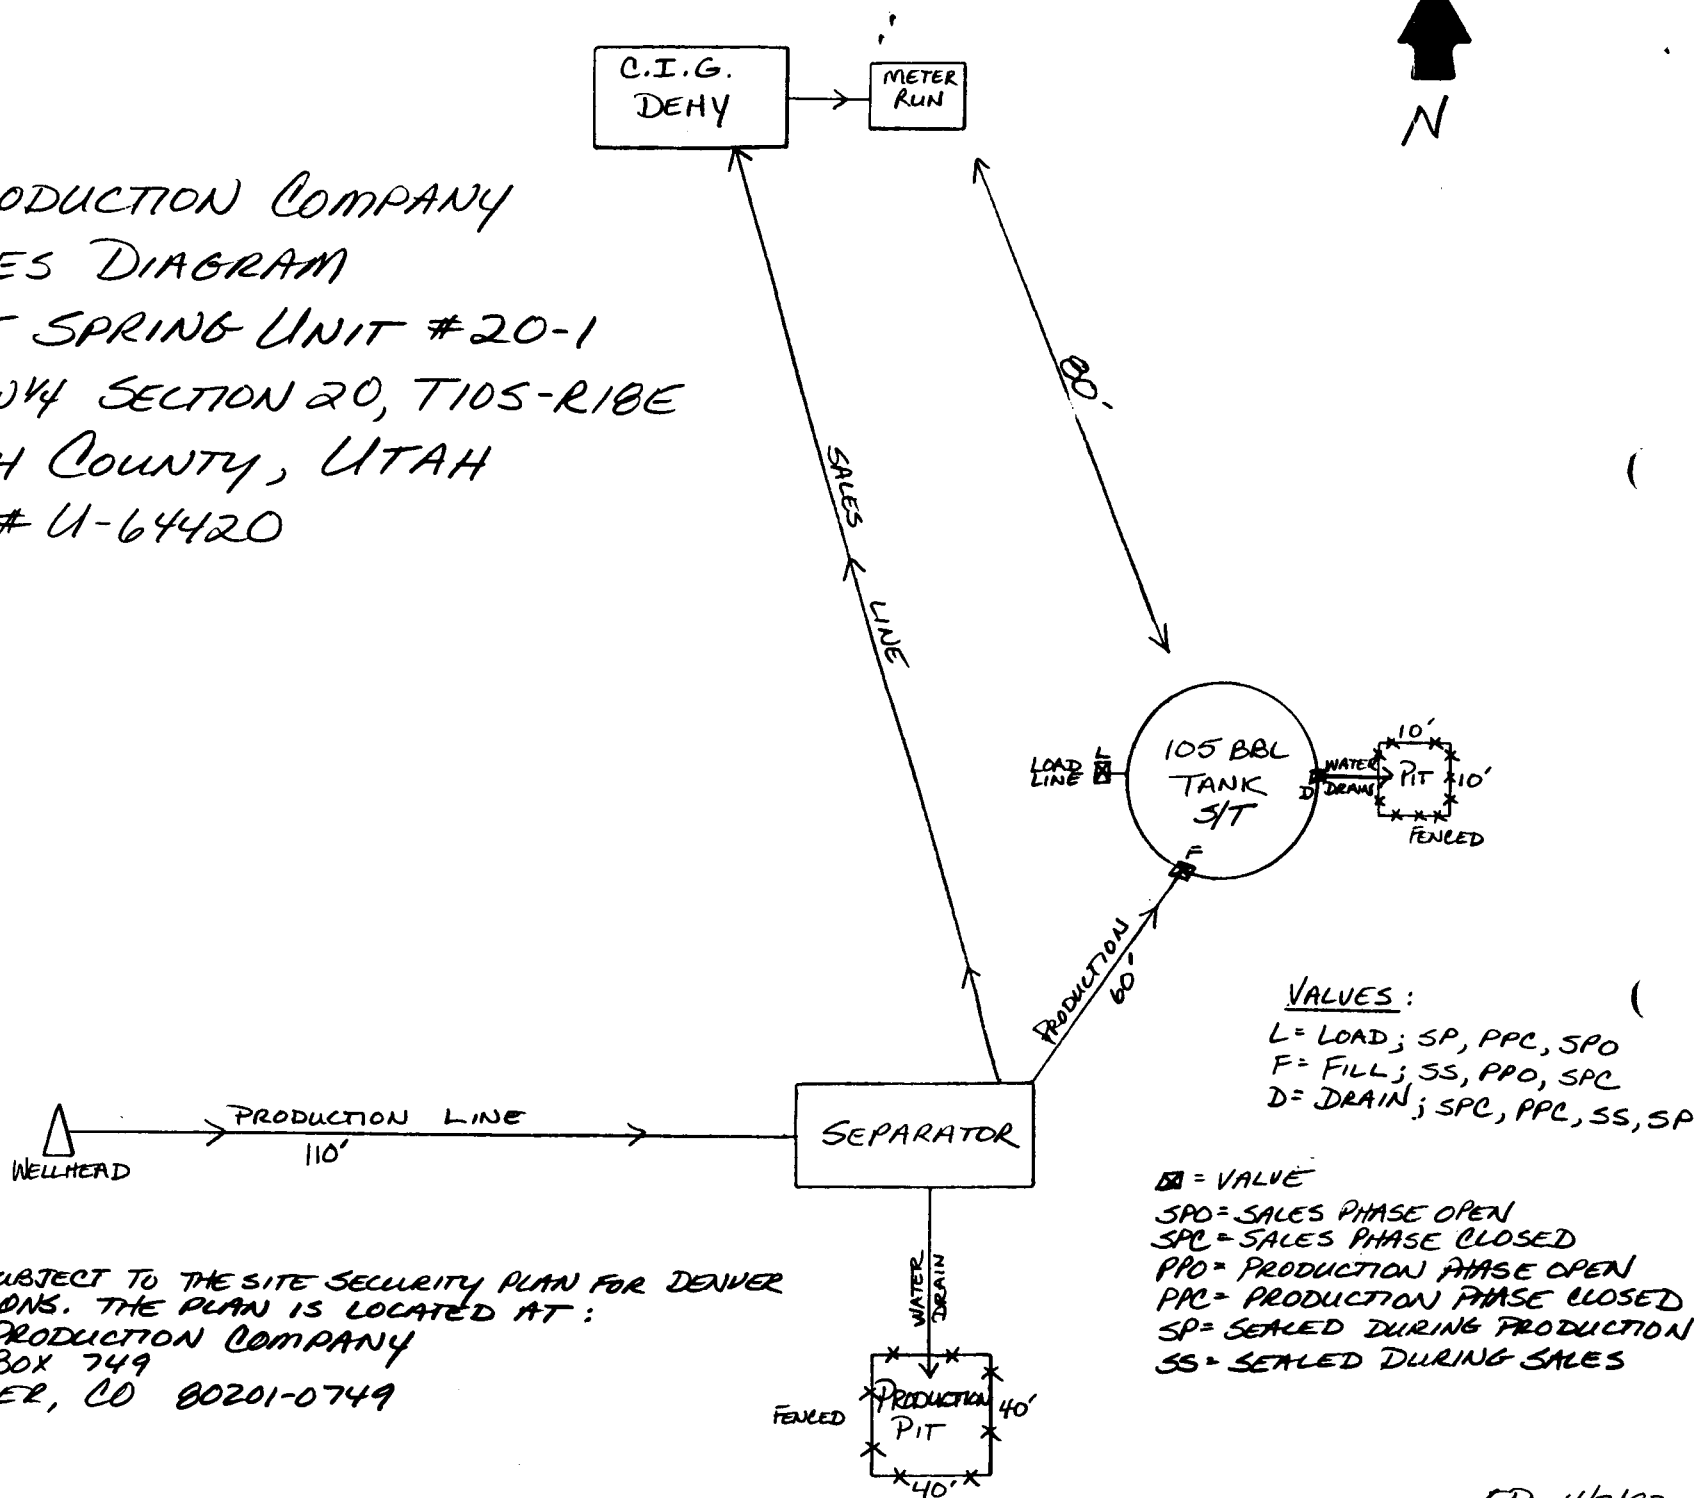 C.I.G.
DEHY
METER
RUN
N
ODUCTION COMPANY
ES DIAGRAM
SPRING UNIT #20-1
1/4 SECTION 20, T10S-R18E
H COUNTY, UTAH
# U-64420
80'
SALES
LINE
105 BBL
TANK
S/T
L
LOAD
LINE
D
WATER
DRAIN
10'
PIT
10'
FENCED
F
PRODUCTION
60'
VALVES:
L= LOAD; SP, PPC, SPO
F= FILL; SS, PPO, SPC
D= DRAIN; SPC, PPC, SS, SP
WELLHEAD
PRODUCTION LINE
110'
SEPARATOR
= VALVE
SPO= SALES PHASE OPEN
SPC= SALES PHASE CLOSED
PPO= PRODUCTION PHASE OPEN
PPC= PRODUCTION PHASE CLOSED
SP= SEALED DURING PRODUCTION
SS= SEALED DURING SALES
UBJECT TO THE SITE SECURITY PLAN FOR DENVER
ONS. THE PLAN IS LOCATED AT:
PRODUCTION COMPANY
BOX 749
ER, CO 80201-0749
WATER
DRAIN
FENCED
PRODUCTION
PIT
40'
40'